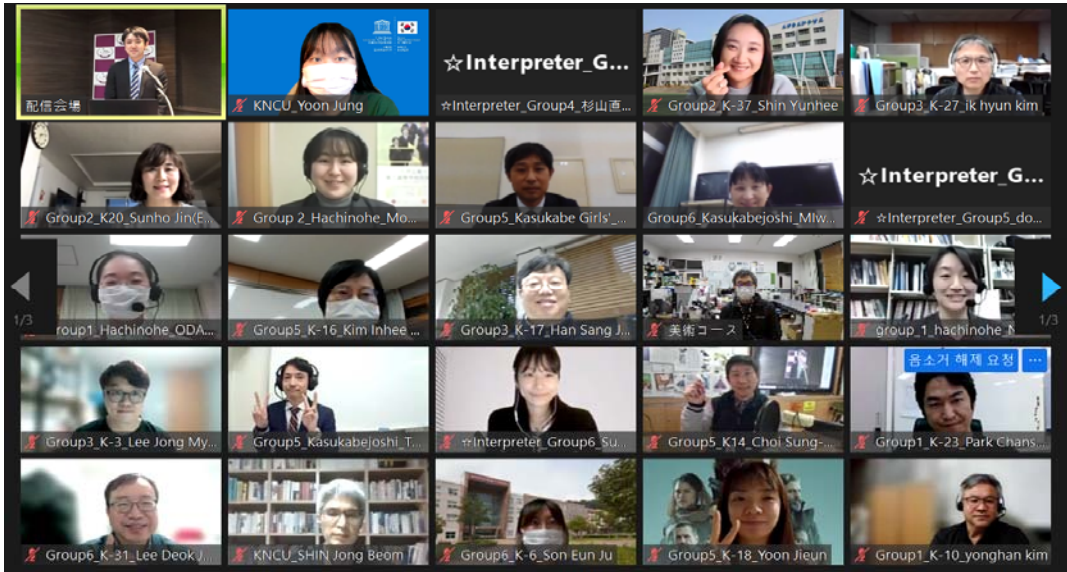 配信会場
KNCU_Yoon Jung
☆Interpreter_G...
☆Interpreter_Group4_杉山直...
Group2_K-37_Shin Yunhee
Group3_K-27_ik hyun kim
Group2_K20_Sunho Jin(E...
Group 2_Hachinohe_Mo...
Group5_Kasukabe Girls'_...
Group6_Kasukabejoshi_MIw...
☆Interpreter_G...
☆Interpreter_Group5_do...
1/3
roup1_Hachinohe_ODA...
Group5_K-16_Kim Inhee ...
Group3_K-17_Han Sang J...
美術コース
group_1_hachinohe
1/3
Group3_K-3_Lee Jong My...
Group5_Kasukabejoshi_T...
☆Interpreter_Group6_Su...
Group5_K14_Choi Sung-...
음소거 해제 요청
...
Group1_K-23_Park Chans...
Group6_K-31_Lee Deok J...
KNCU_SHIN Jong Beom
Group6_K-6_Son Eun Ju
Group5_K-18_Yoon Jieun
Group1_K-10_yonghan kim